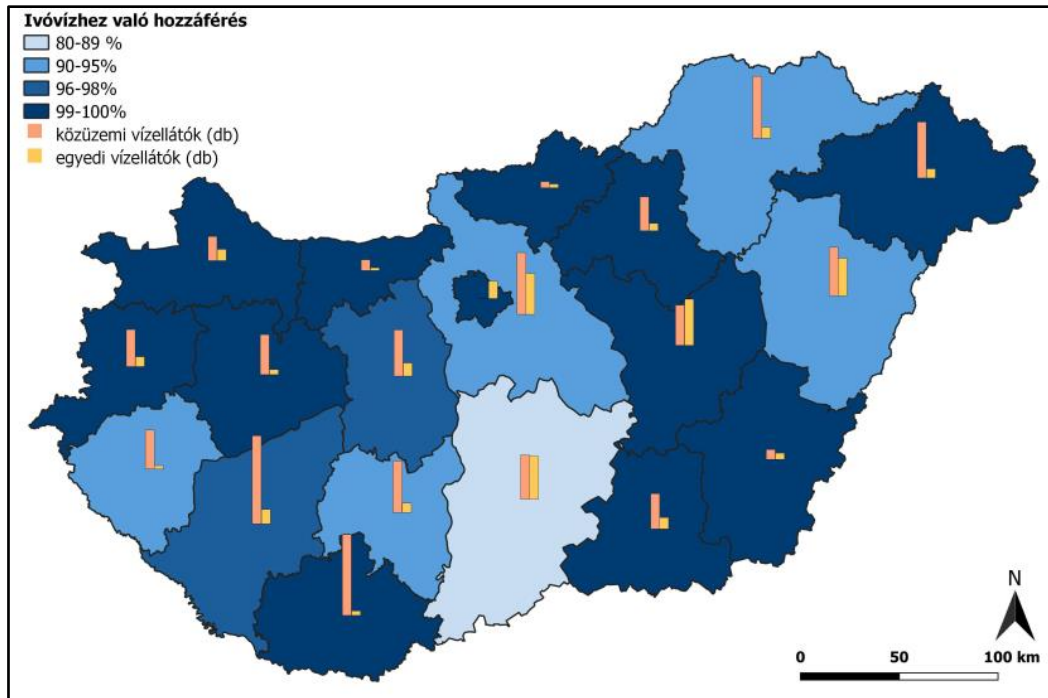 Ivóvízhez való hozzáférés
80-89 %
90-95%
96-98%
99-100%
közüzemi vízellátók (db)
egyedi vízellátók (db)
N
0 50 100 km